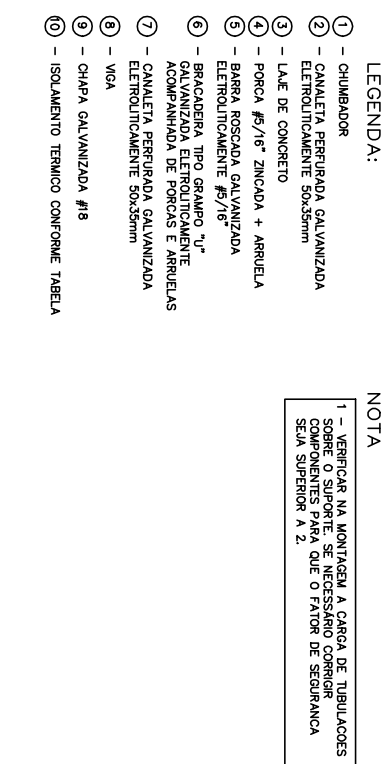 LEGENDA:
1 - CHUMBADOR
2 - CANALETA PERFURADA GALVANIZADA
ELETROLITICAMENTE 50x35mm
3 - LAJE DE CONCRETO
4 - PORCA #5/16" ZINCADA + ARRUELA
5 - BARRA ROSCADA GALVANIZADA
ELETROLITICAMENTE #5/16"
6 - BRACADEIRA TIPO GRAMPO "U"
GALVANIZADA ELETROLITICAMENTE
ACOMPANHADA DE PORCAS E ARRUELAS
7 - CANALETA PERFURADA GALVANIZADA
ELETROLITICAMENTE 50x35mm
8 - VIGA
9 - CHAPA GALVANIZADA #18
10 - ISOLAMENTO TERMICO CONFORME TABELA
NOTA
1 - VERIFICAR NA MONTAGEM A CARGA DE TUBULACOES
SOBRE O SUPORTE. SE NECESSÁRIO CORRIGIR
COMPONENTES PARA QUE O FATOR DE SEGURANCA
SEJA SUPERIOR A 2.